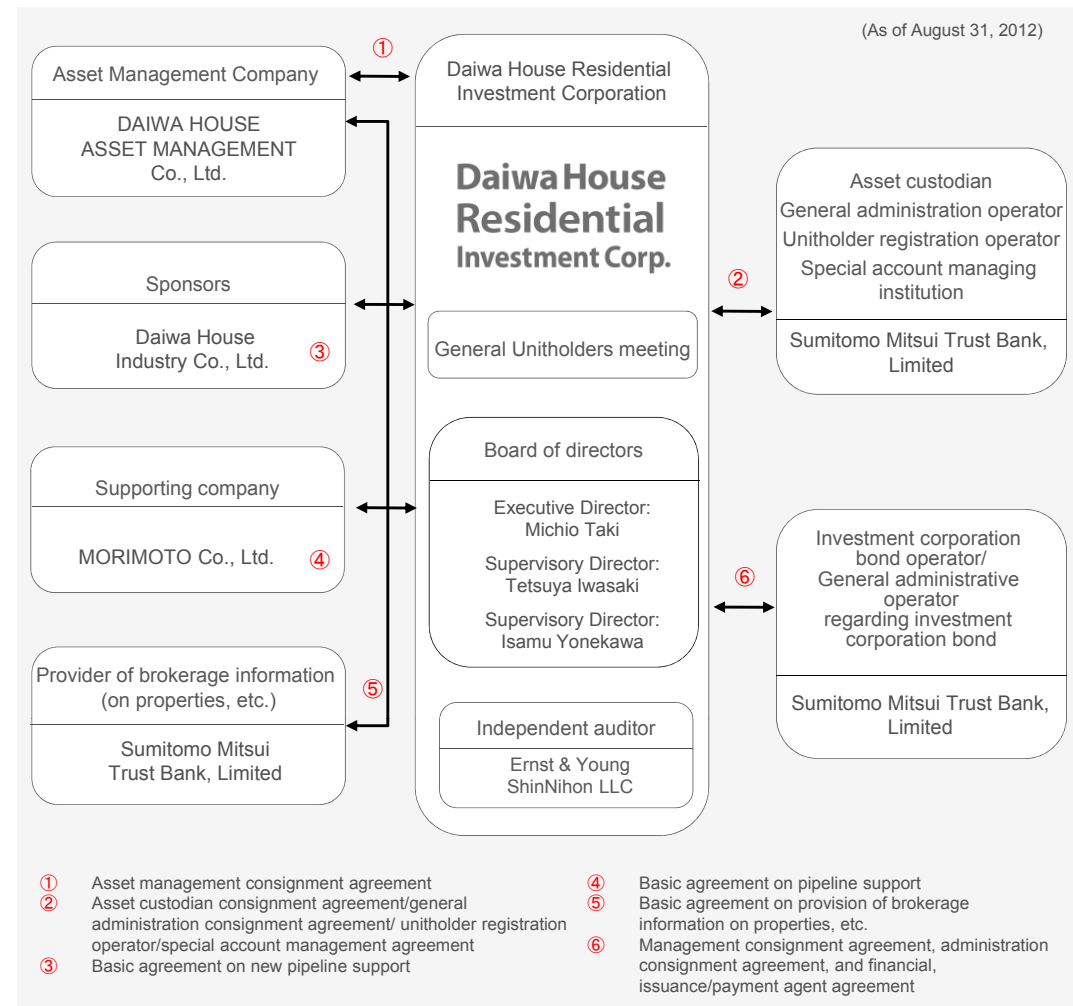 (As of August 31, 2012)
①
Asset Management Company
DAIWA HOUSE
ASSET MANAGEMENT
Co., Ltd.
Sponsors
Daiwa House
Industry Co., Ltd.
③
Supporting company
MORIMOTO Co., Ltd.
④
Provider of brokerage information
(on properties, etc.)
⑤
Sumitomo Mitsui
Trust Bank, Limited
Daiwa House Residential
Investment Corporation
Daiwa House
Residential
Investment Corp.
General Unitholders meeting
Board of directors
Executive Director:
Michio Taki
Supervisory Director:
Tetsuya Iwasaki
Supervisory Director:
Isamu Yonekawa
Independent auditor
Ernst & Young
ShinNihon LLC
②
Asset custodian
General administration operator
Unitholder registration operator
Special account managing
institution
Sumitomo Mitsui Trust Bank,
Limited
⑥
Investment corporation
bond operator/
General administrative
operator
regarding investment
corporation bond
Sumitomo Mitsui Trust Bank,
Limited
① Asset management consignment agreement
② Asset custodian consignment agreement/general
administration consignment agreement/ unitholder registration
operator/special account management agreement
③ Basic agreement on new pipeline support
④ Basic agreement on pipeline support
⑤ Basic agreement on provision of brokerage
information on properties, etc.
⑥ Management consignment agreement, administration
consignment agreement, and financial,
issuance/payment agent agreement